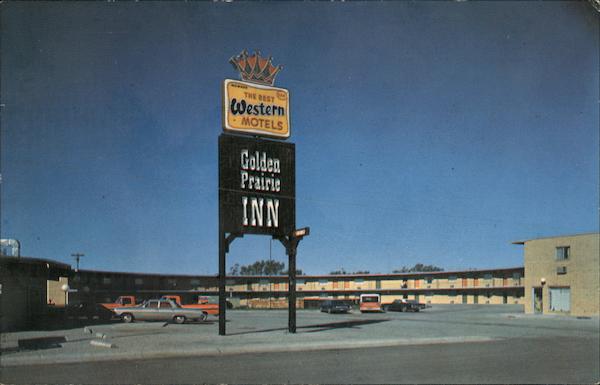 THE BEST
Western
MOTELS
Golden
Prairie
INN